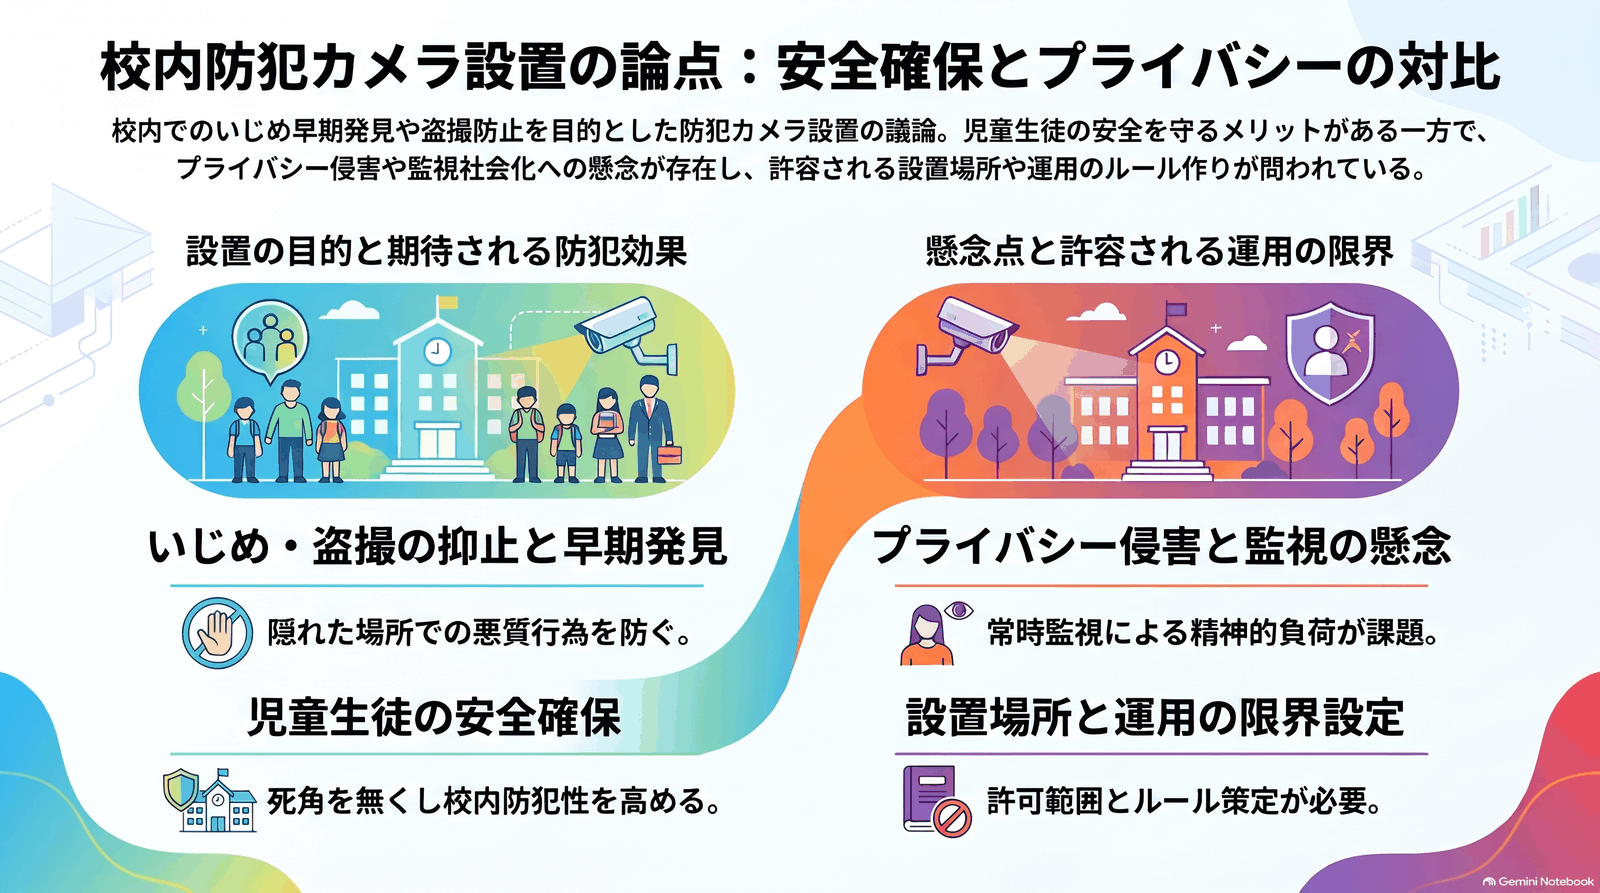 校内防犯カメラ設置の論点：安全確保とプライバシーの対比
校内でのいじめ早期発見や盗撮防止を目的とした防犯カメラ設置の議論。児童生徒の安全を守るメリットがある一方で、
プライバシー侵害や監視社会化への懸念が存在し、許容される設置場所や運用のルール作りが問われている。
設置の目的と期待される防犯効果
いじめ・盗撮の抑止と早期発見
隠れた場所での悪質行為を防ぐ。
児童生徒の安全確保
死角を無くし校内防犯性を高める。
懸念点と許容される運用の限界
プライバシー侵害と監視の懸念
常時監視による精神的負荷が課題。
設置場所と運用の限界設定
許可範囲とルール策定が必要。
Gemini Notebook